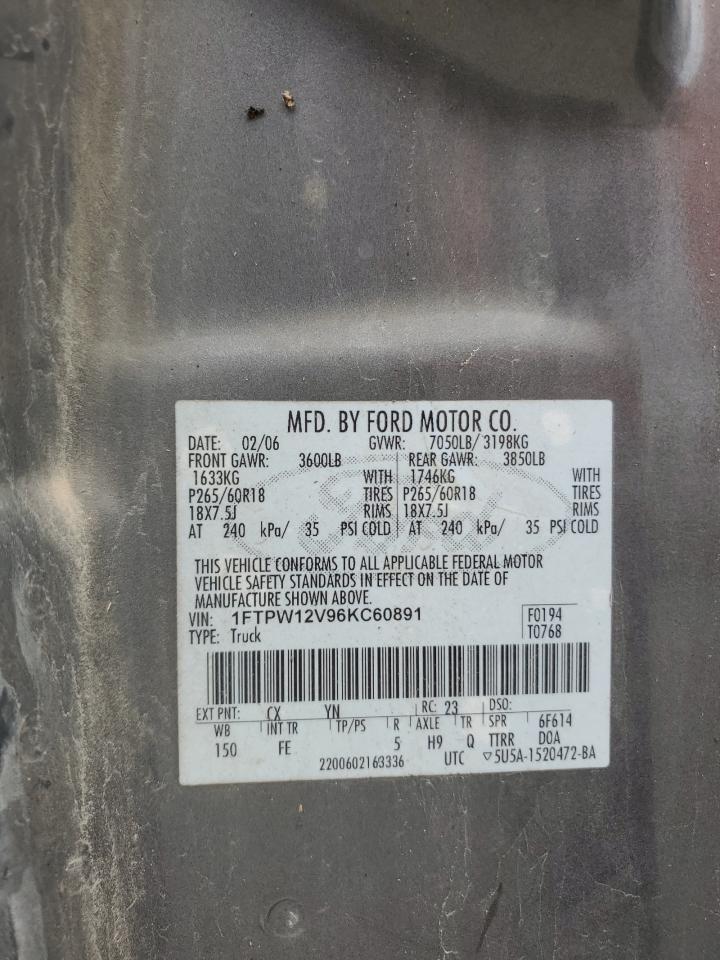 MFD. BY FORD MOTOR CO.
DATE: 02/06 GVWR: 7050LB/ 3198KG
FRONT GAWR: 3600LB REAR GAWR: 3850LB
1633KG WITH 1746KG WITH
P265/60R18 TIRES P265/60R18 TIRES
18X7.5J RIMS 18X7.5J RIMS
AT 240 kPa/ 35 PSI COLD AT 240 kPa/ 35 PSI COLD
THIS VEHICLE CONFORMS TO ALL APPLICABLE FEDERAL MOTOR
VEHICLE SAFETY STANDARDS IN EFFECT ON THE DATE OF
MANUFACTURE SHOWN ABOVE.
VIN: 1FTPW12V96KC60891 F0194
TYPE: Truck T0768
EXT PNT: CX YN RC: 23 DSO:
WB INT TR TP/PS R AXLE TR SPR 6F614
150 FE 5 H9 Q TTRR DOA
2200602163336 UTC ▽5U5A-1520472-BA